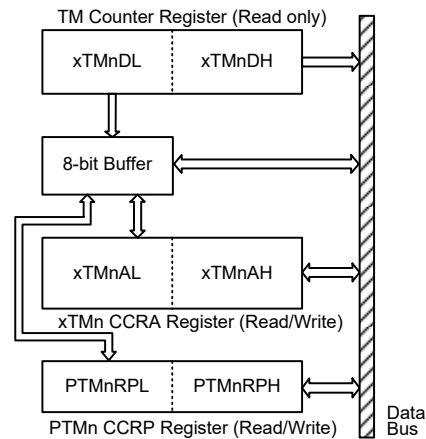 TM Counter Register (Read only)
xTMnDL xTMnDH
8-bit Buffer
xTMnAL xTMnAH
xTMn CCRA Register (Read/Write)
PTMnRPL PTMnRPH
PTMn CCRP Register (Read/Write)
Data
Bus